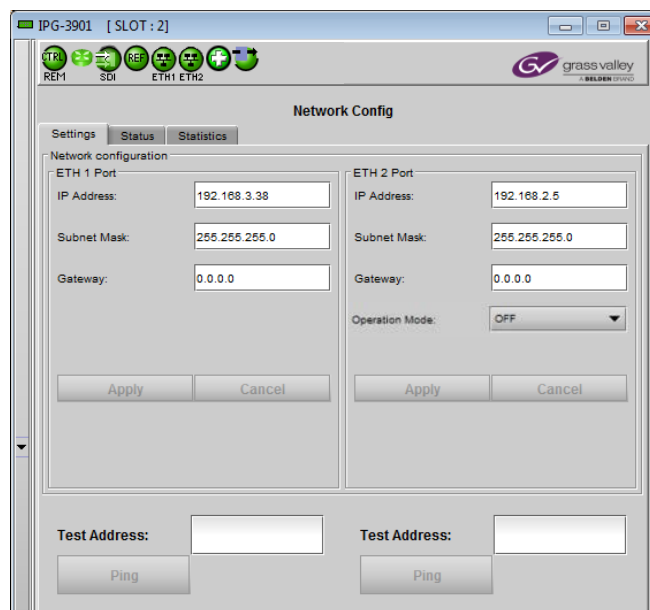 IPG-3901 [ SLOT : 2]
CTRL REF
REM SDI ETH1 ETH2
grass valley
A BELDEN BRAND
Network Config
Settings Status Statistics
Network configuration
ETH 1 Port
IP Address: 192.168.3.38
Subnet Mask: 255.255.255.0
Gateway: 0.0.0.0
Apply Cancel
ETH 2 Port
IP Address: 192.168.2.5
Subnet Mask: 255.255.255.0
Gateway: 0.0.0.0
Operation Mode: OFF
Apply Cancel
Test Address:
Ping
Test Address:
Ping